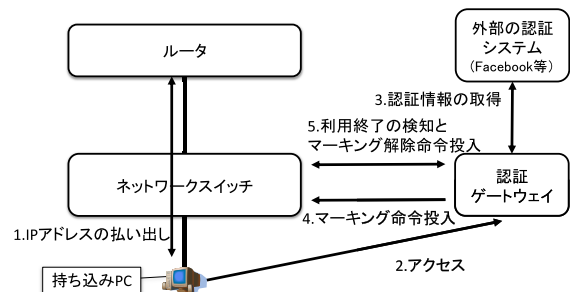 ルータ
外部の認証
システム
(Facebook等)
3.認証情報の取得
5.利用終了の検知と
マーキング解除命令投入
ネットワークスイッチ
認証
ゲートウェイ
4.マーキング命令投入
1.IPアドレスの払い出し
2.アクセス
持ち込みPC